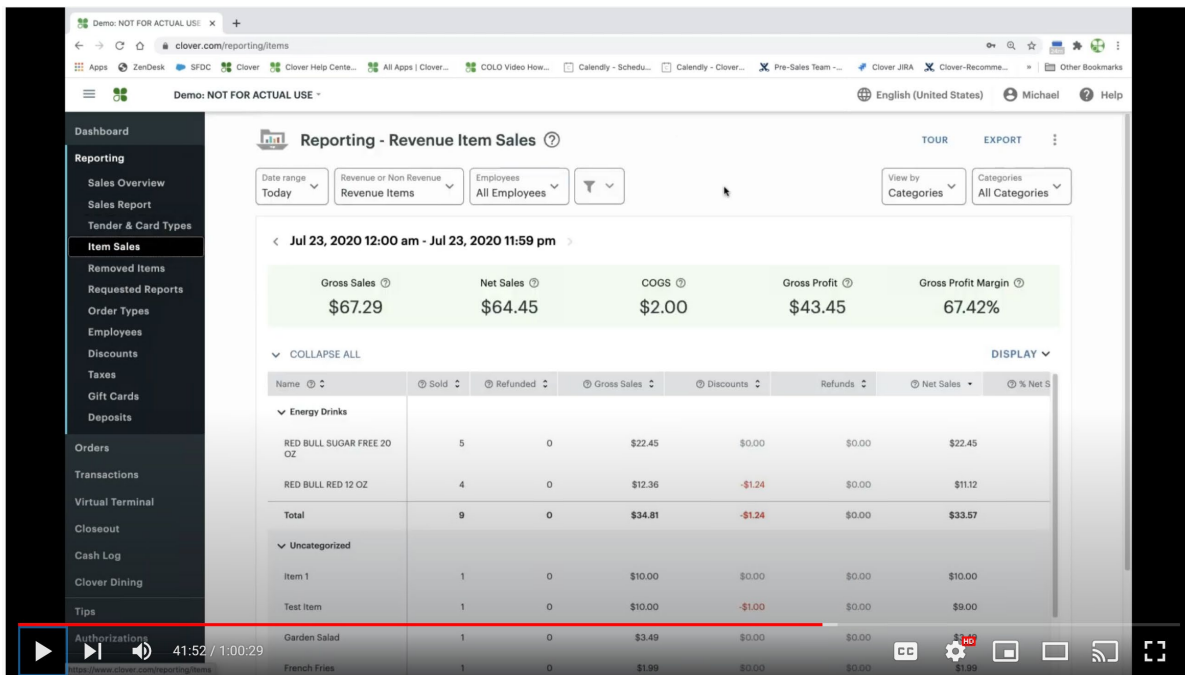 Demo: NOT FOR ACTUAL USE × +
clover.com/reporting/items
Apps ZenDesk SFDC Clover Clover Help Cente... All Apps | Clover... COLO Video How... Calendly - Schedu... Calendly - Clover... Pre-Sales Team -... Clover JIRA Clover-Recomme... » Other Bookmarks
Demo: NOT FOR ACTUAL USE English (United States) Michael Help
Dashboard
Reporting
Sales Overview
Sales Report
Tender & Card Types
Item Sales
Removed Items
Requested Reports
Order Types
Employees
Discounts
Taxes
Gift Cards
Deposits
Orders
Transactions
Virtual Terminal
Closeout
Cash Log
Clover Dining
Tips
Authorizations
https://www.clover.com/reporting/items
Reporting - Revenue Item Sales TOUR EXPORT
Date range Revenue or Non Revenue Employees View by Categories
Today Revenue Items All Employees Categories All Categories
Jul 23, 2020 12:00 am - Jul 23, 2020 11:59 pm
Gross Sales Net Sales COGS Gross Profit Gross Profit Margin
$67.29 $64.45 $2.00 $43.45 67.42%
COLLAPSE ALL DISPLAY
Name Sold Refunded Gross Sales Discounts Refunds Net Sales % Net S
Energy Drinks
RED BULL SUGAR FREE 20 5 0 $22.45 $0.00 $0.00 $22.45
OZ
RED BULL RED 12 OZ 4 0 $12.36 -$1.24 $0.00 $11.12
Total 9 0 $34.81 -$1.24 $0.00 $33.57
Uncategorized
Item 1 1 0 $10.00 $0.00 $0.00 $10.00
Test Item 1 0 $10.00 -$1.00 $0.00 $9.00
Garden Salad 1 0 $3.49 $0.00 $0.00 $3.49
French Fries 1 0 $1.99 $0.00 $0.00 $1.99
41:52 / 1:00:29 CC HD